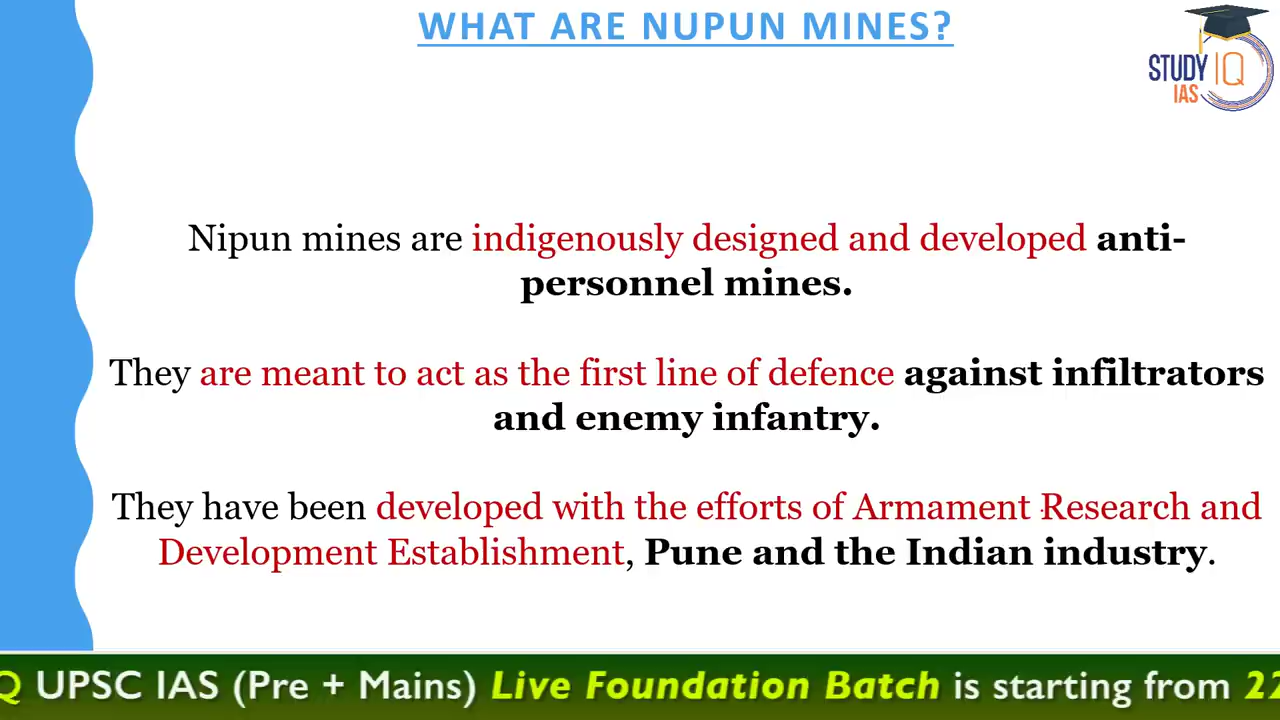 WHAT ARE NUPUN MINES?
STUDY IQ
IAS
Nipun mines are indigenously designed and developed anti-
personnel mines.
They are meant to act as the first line of defence against infiltrators
and enemy infantry.
They have been developed with the efforts of Armament Research and
Development Establishment, Pune and the Indian industry.
Q UPSC IAS (Pre + Mains) Live Foundation Batch is starting from 22